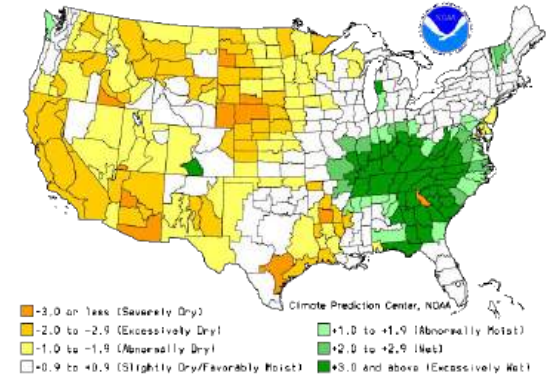 NOAA
Climate Prediction Center, NOAA
-3.0 or less (Severely Dry)
-2.0 to -2.9 (Excessively Dry)
-1.0 to -1.9 (Abnormally Dry)
-0.9 to +0.9 (Slightly Dry/Favorably Moist)
+1.0 to +1.9 (Abnormally Moist)
+2.0 to +2.9 (Wet)
+3.0 and above (Excessively Wet)